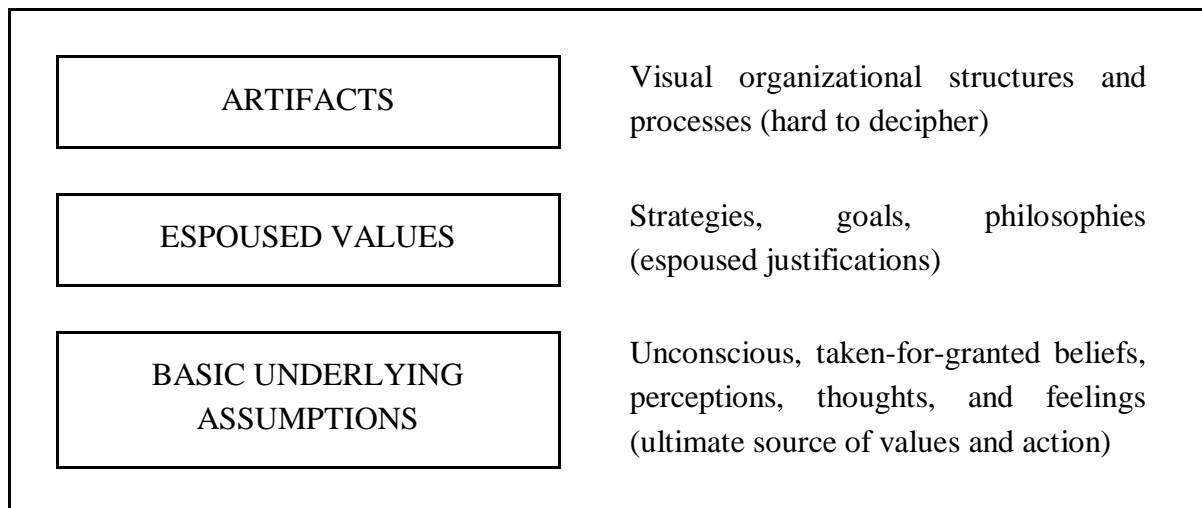 ARTIFACTS
Visual organizational structures and
processes (hard to decipher)
ESPOUSED VALUES
Strategies, goals, philosophies
(espoused justifications)
BASIC UNDERLYING
ASSUMPTIONS
Unconscious, taken-for-granted beliefs,
perceptions, thoughts, and feelings
(ultimate source of values and action)